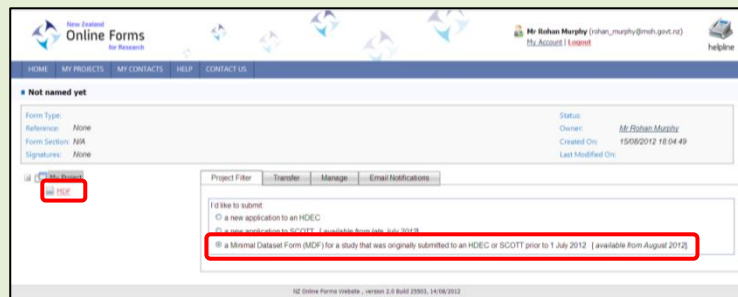 New Zealand
Online Forms
for Research
Mr Rohan Murphy (rohan_murphy@moh.govt.nz)
My Account | Logout
helpline
HOME MY PROJECTS MY CONTACTS HELP CONTACT US
Not named yet
Form Type:
Reference: None
Form Section: N/A
Signatures: None
Status:
Owner: Mr Rohan Murphy
Created On: 15/08/2012 18:04:49
Last Modified On:
My Project
MDF
Project Filter Transfer Manage Email Notifications
I'd like to submit:
a new application to an HDEC
a new application to SCOTT [ available from late July 2012]
a Minimal Dataset Form (MDF) for a study that was originally submitted to an HDEC or SCOTT prior to 1 July 2012 [ available from August 2012]
NZ Online Forms Website , version 2.0 Build 25503, 14/08/2012